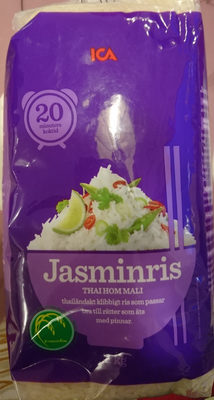 ICA
20
minuters
koktid
Jasminris
THAI HOM MALI
thailändskt klibbigt ris som passar
bra till rätter som äts
med pinnar.